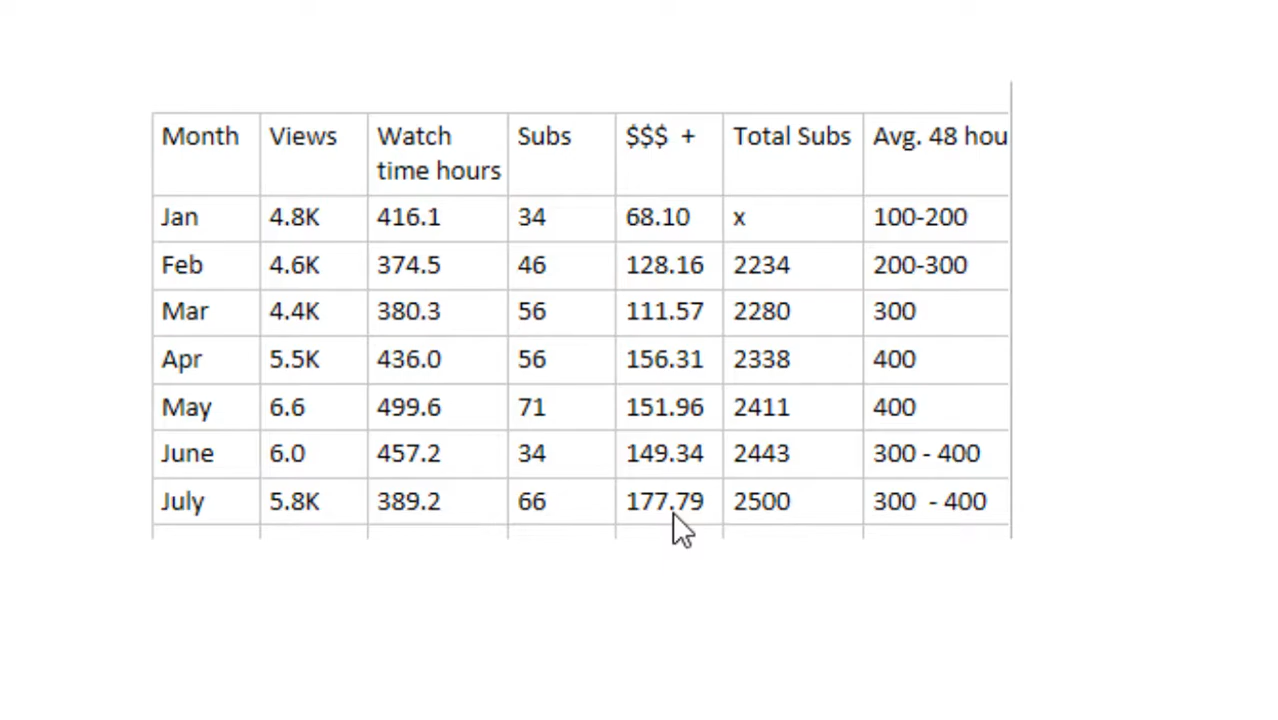 Month Views Watch time hours Subs $$$ + Total Subs Avg. 48 hou
Jan 4.8K 416.1 34 68.10 x 100-200
Feb 4.6K 374.5 46 128.16 2234 200-300
Mar 4.4K 380.3 56 111.57 2280 300
Apr 5.5K 436.0 56 156.31 2338 400
May 6.6 499.6 71 151.96 2411 400
June 6.0 457.2 34 149.34 2443 300 - 400
July 5.8K 389.2 66 177.79 2500 300 - 400